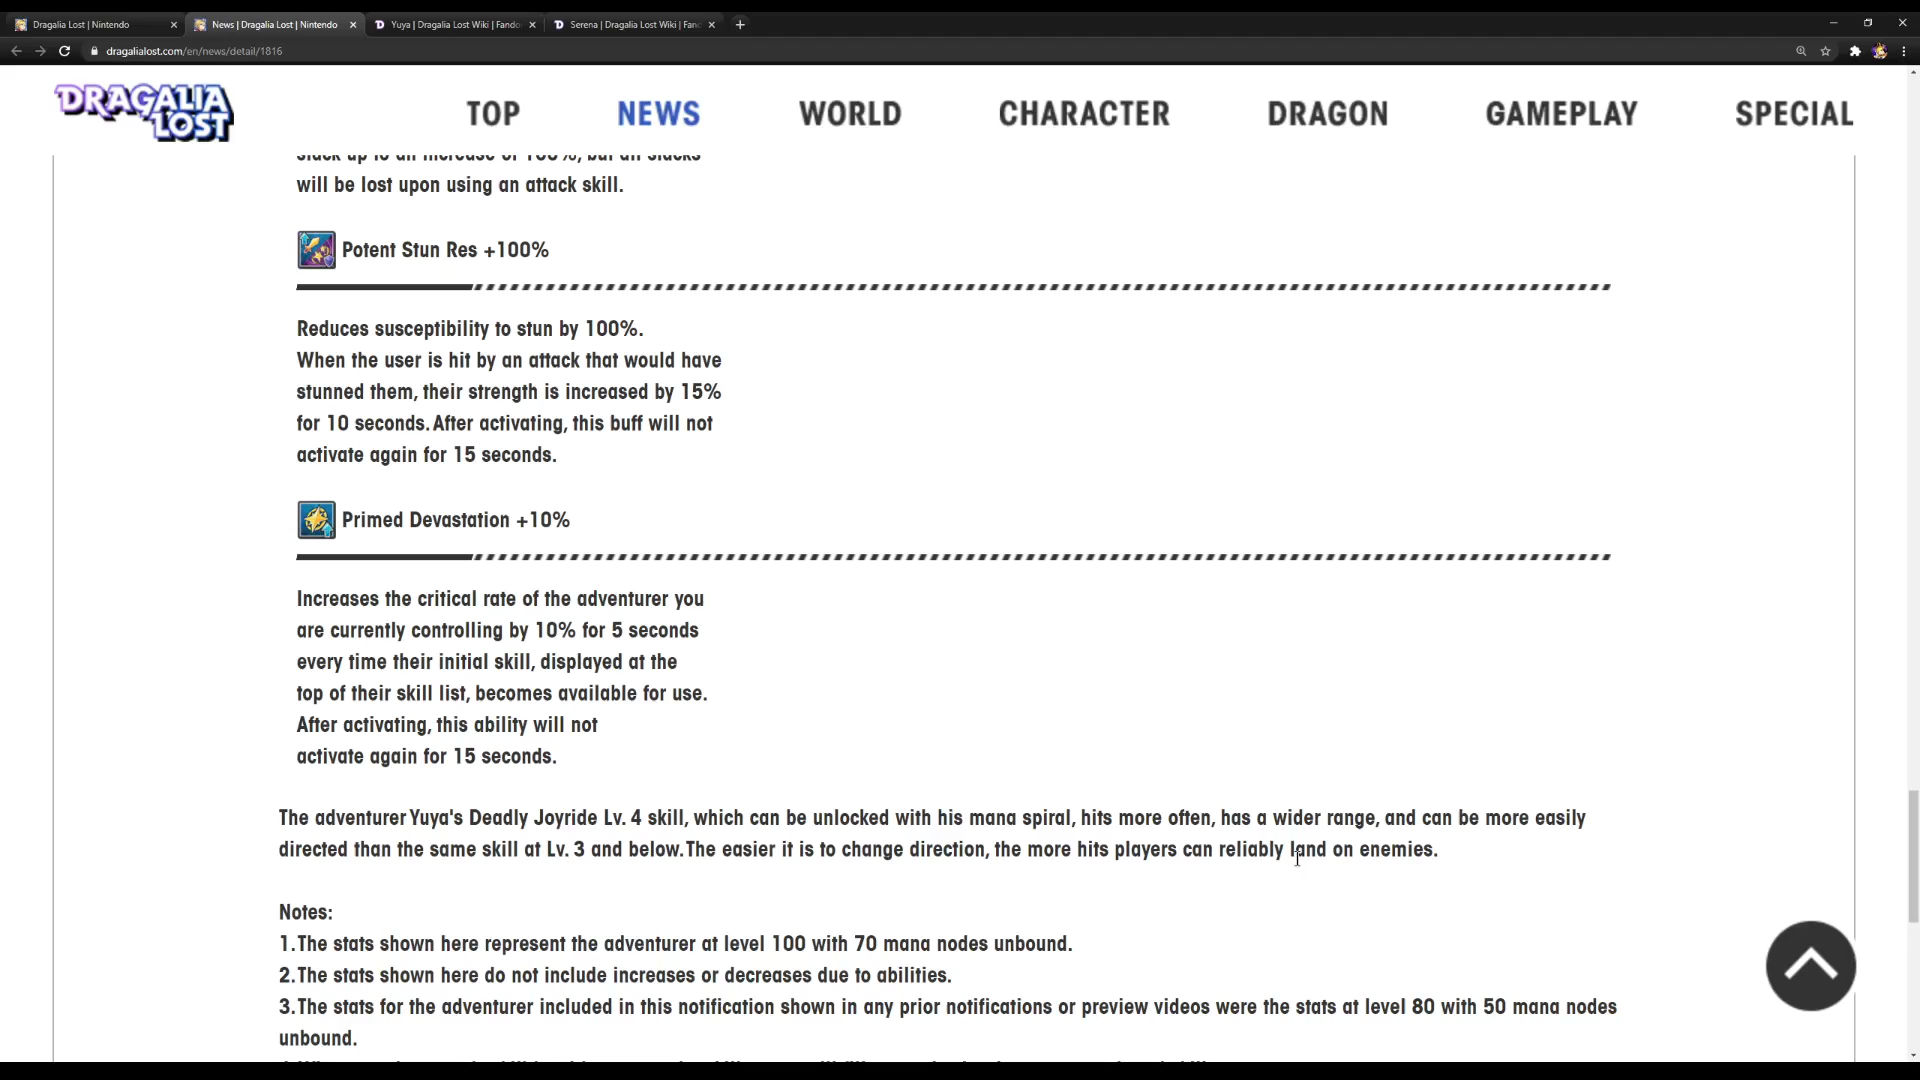 Dragalia Lost | Nintendo
News | Dragalia Lost | Nintendo
Yuya | Dragalia Lost Wiki | Fando
Serena | Dragalia Lost Wiki | Fan
dragalialost.com/en/news/detail/1816
DRAGALIA LOST
TOP
NEWS
WORLD
CHARACTER
DRAGON
GAMEPLAY
SPECIAL
stack up to an increase of 100%, but all stacks
will be lost upon using an attack skill.
Potent Stun Res +100%
Reduces susceptibility to stun by 100%.
When the user is hit by an attack that would have
stunned them, their strength is increased by 15%
for 10 seconds. After activating, this buff will not
activate again for 15 seconds.
Primed Devastation +10%
Increases the critical rate of the adventurer you
are currently controlling by 10% for 5 seconds
every time their initial skill, displayed at the
top of their skill list, becomes available for use.
After activating, this ability will not
activate again for 15 seconds.
The adventurer Yuya's Deadly Joyride Lv. 4 skill, which can be unlocked with his mana spiral, hits more often, has a wider range, and can be more easily
directed than the same skill at Lv. 3 and below. The easier it is to change direction, the more hits players can reliably land on enemies.
Notes:
1. The stats shown here represent the adventurer at level 100 with 70 mana nodes unbound.
2. The stats shown here do not include increases or decreases due to abilities.
3. The stats for the adventurer included in this notification shown in any prior notifications or preview videos were the stats at level 80 with 50 mana nodes
unbound.